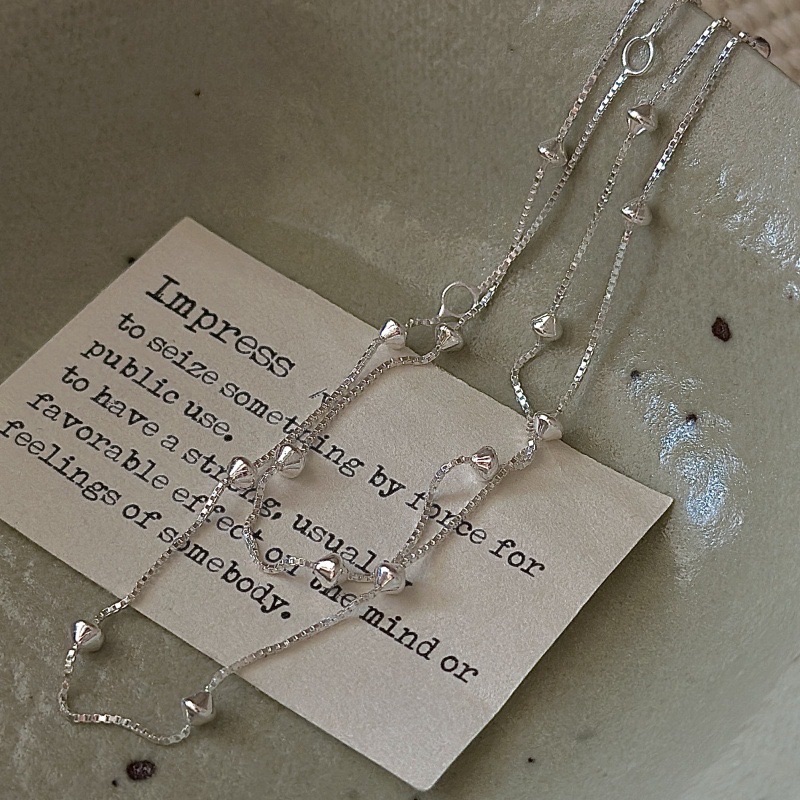 Impress
to seize something by force for
public use.
to have a strong, usually
favorable effect on the mind or
feelings of somebody.